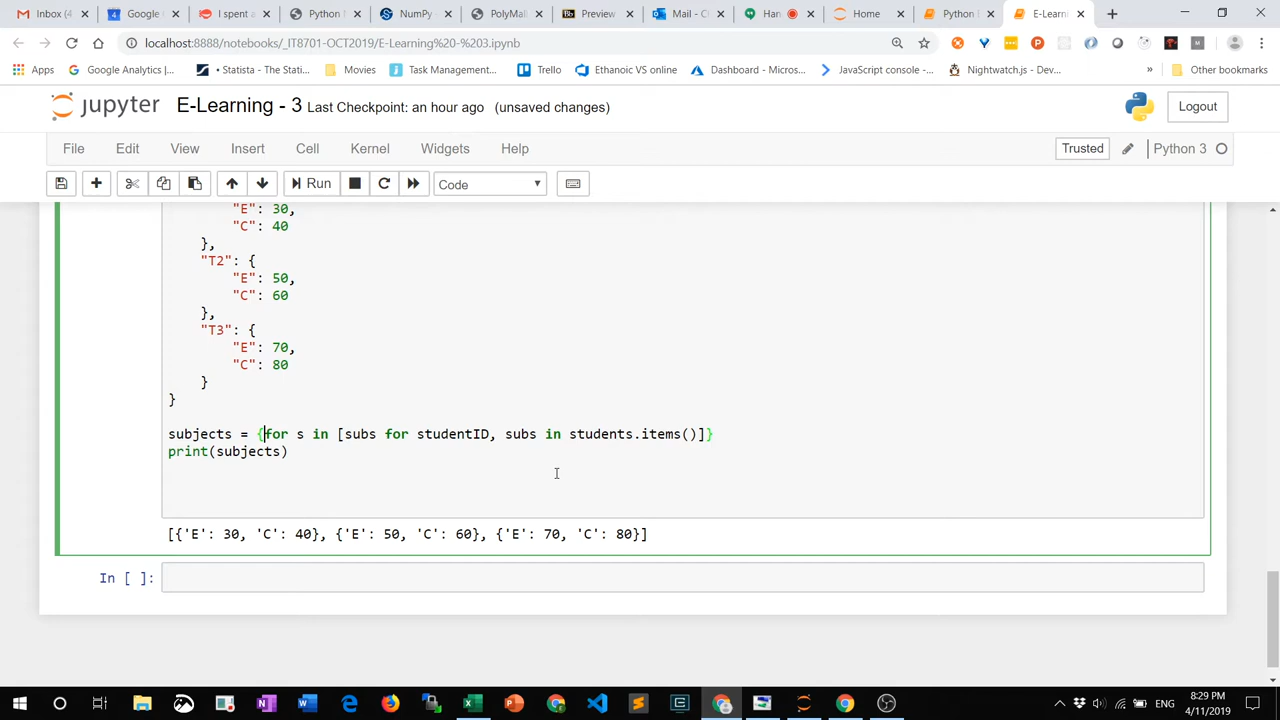 Inbox (4
Google
I spent a
Python N
NumPy -
PolyMall
Preview
Mail - C
Han
Home
Python
E-Learni
localhost:8888/notebooks/_IT8701-OCT2019/E-Learning%20-%203.ipynb
Apps
Google Analytics |...
Statista - The Stati...
Movies
Task Management...
Trello
Ethanoic VS online
Dashboard - Micros...
JavaScript console -...
Nightwatch.js - Dev...
»
Other bookmarks
jupyter
E-Learning - 3 Last Checkpoint: an hour ago (unsaved changes)
Logout
File Edit View Insert Cell Kernel Widgets Help
Trusted
Python 3
Run
Code
"E": 30,
"C": 40
},
"T2": {
"E": 50,
"C": 60
},
"T3": {
"E": 70,
"C": 80
}
}
subjects = {for s in [subs for studentID, subs in students.items()]}
print(subjects)
[{'E': 30, 'C': 40}, {'E': 50, 'C': 60}, {'E': 70, 'C': 80}]
In [ ]:
ENG
8:29 PM
4/11/2019